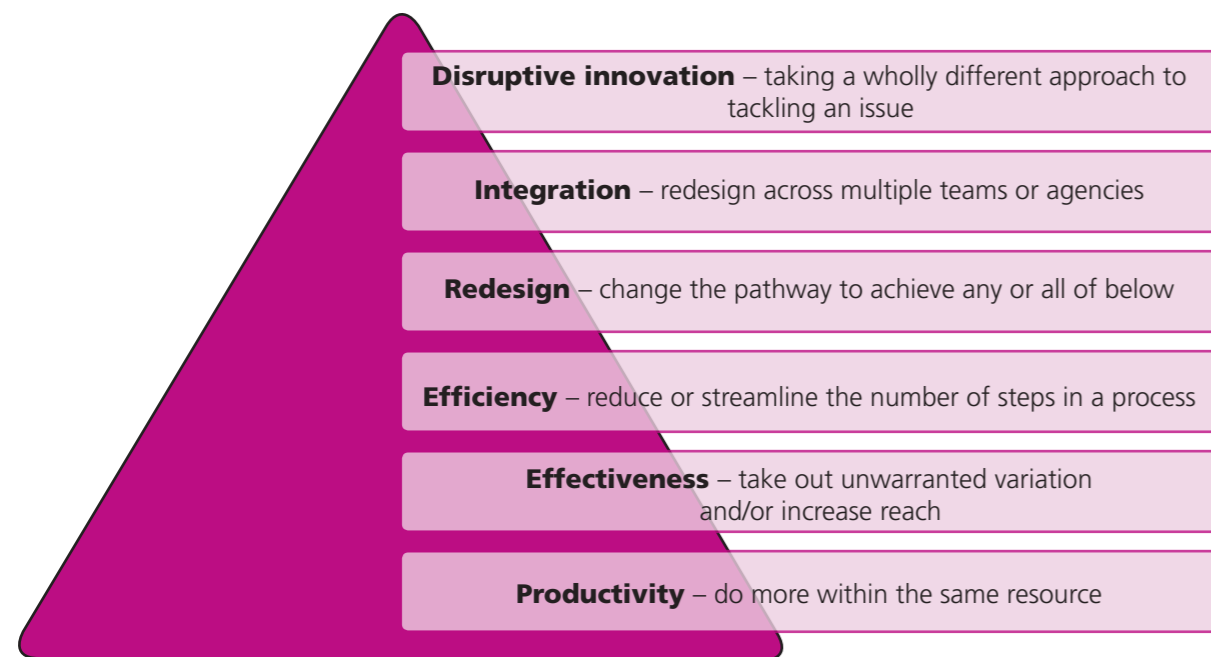 Disruptive innovation – taking a wholly different approach to
tackling an issue
Integration – redesign across multiple teams or agencies
Redesign – change the pathway to achieve any or all of below
Efficiency – reduce or streamline the number of steps in a process
Effectiveness – take out unwarranted variation
and/or increase reach
Productivity – do more within the same resource